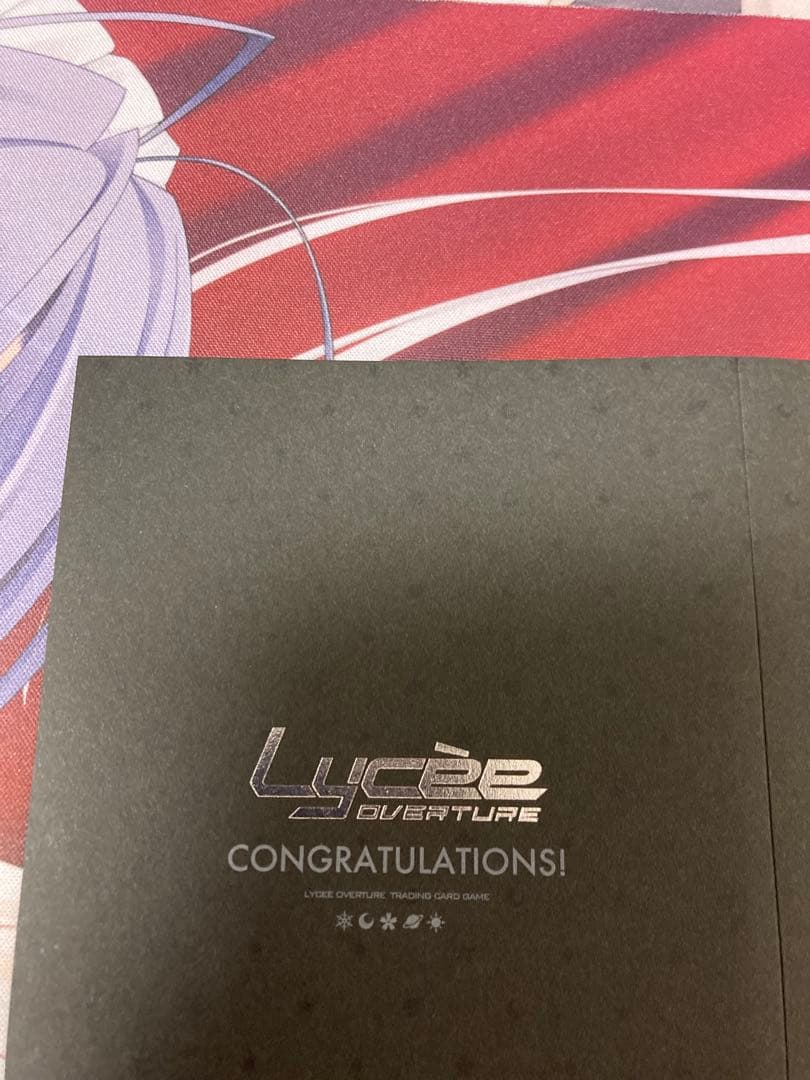 Lycèe
OVERTURE
CONGRATULATIONS!
LYCEE OVERTURE TRADING CARD GAME